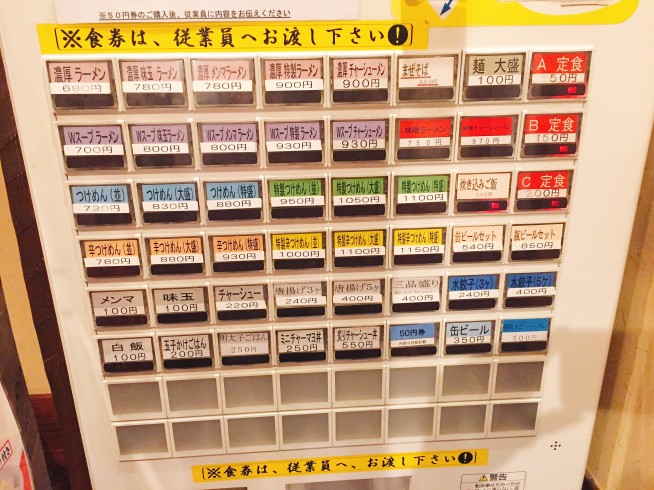 ※５０円券のご購入後、従業員に内容をお伝えください
※食券は、従業員へお渡し下さい！
濃厚 ラーメン 680円
濃厚 味玉 ラーメン 780円
濃厚 メンマラーメン 780円
濃厚 特製ラーメン 900円
濃厚 チャーシューメン 900円
まぜそば
麺 大盛 100円
A 定食 50円
Wスープ ラーメン 700円
Wスープ 味玉ラーメン 800円
Wスープ メンマ ラーメン 800円
Wスープ 特製 ラーメン 930円
Wスープ チャーシューメン 930円
味噌ラーメン 750円
970円
B 定食 150円
つけめん（並） 730円
つけめん（大盛） 830円
つけめん（特盛） 880円
特製つけめん（並） 950円
特製つけめん（大盛） 1050円
特製つけめん（特盛） 1100円
炊き込みご飯
C 定食 200円
辛つけめん（並） 780円
辛つけめん（大盛） 880円
辛つけめん（特盛） 930円
特製辛つけめん（並） 1000円
特製辛つけめん（大盛） 1100円
特製辛つけめん（特盛） 1150円
缶ビールセット 540円
瓶ビールセット 650円
メンマ 100円
味玉 100円
チャーシュー 220円
唐揚げ3ヶ 240円
唐揚げ5ヶ 400円
三品盛り 400円
水餃子（3ヶ） 240円
水餃子（5ケ） 400円
白飯 100円
玉子かけごはん 200円
明太子ごはん 250円
ミニチャーマヨ丼 250円
炙りチャーシュー丼 550円
50円券
缶ビール 350円
瓶ビール 500円
※食券は、従業員へ、お渡し下さい！
警告